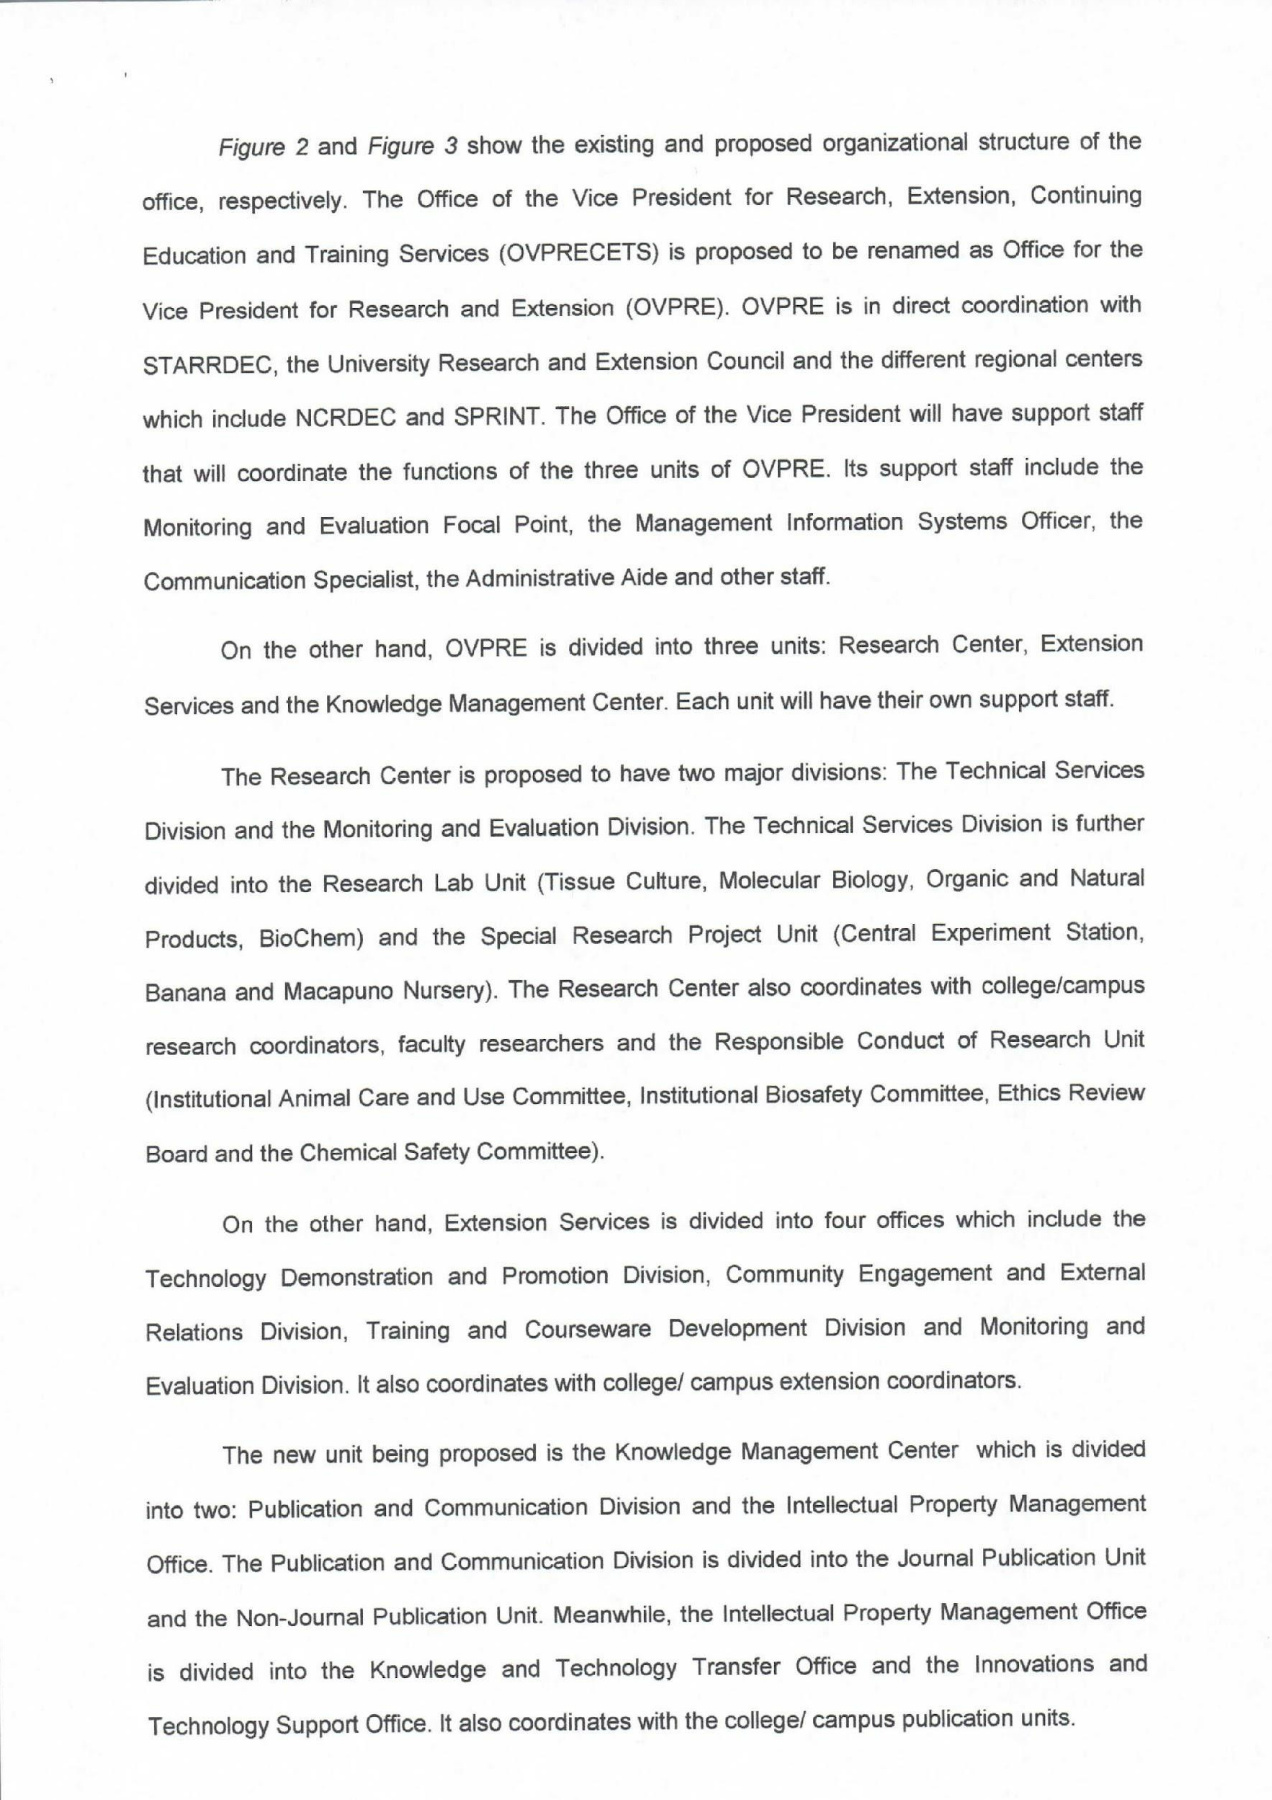 Figure 2 and Figure 3 show the existing and proposed organizational structure of the
office, respectively. The Office of the Vice President for Research, Extension, Continuing
Education and Training Services (OVPRECETS) is proposed to be renamed as Office for the
Vice President for Research and Extension (OVPRE). OVPRE is in direct coordination with
STARRDEC, the University Research and Extension Council and the different regional centers
which include NCRDEC and SPRINT. The Office of the Vice President will have support staff
that will coordinate the functions of the three units of OVPRE. Its support staff include the
Monitoring and Evaluation Focal Point, the Management Information Systems Officer, the
Communication Specialist, the Administrative Aide and other staff.
On the other hand, OVPRE is divided into three units: Research Center, Extension
Services and the Knowledge Management Center. Each unit will have their own support staff.
The Research Center is proposed to have two major divisions: The Technical Services
Division and the Monitoring and Evaluation Division. The Technical Services Division is further
divided into the Research Lab Unit (Tissue Culture, Molecular Biology, Organic and Natural
Products, BioChem) and the Special Research Project Unit (Central Experiment Station,
Banana and Macapuno Nursery). The Research Center also coordinates with college/campus
research coordinators, faculty researchers and the Responsible Conduct of Research Unit
(Institutional Animal Care and Use Committee, Institutional Biosafety Committee, Ethics Review
Board and the Chemical Safety Committee).
On the other hand, Extension Services is divided into four offices which include the
Technology Demonstration and Promotion Division, Community Engagement and External
Relations Division, Training and Courseware Development Division and Monitoring and
Evaluation Division. It also coordinates with college/ campus extension coordinators.
The new unit being proposed is the Knowledge Management Center which is divided
into two: Publication and Communication Division and the Intellectual Property Management
Office. The Publication and Communication Division is divided into the Journal Publication Unit
and the Non-Journal Publication Unit. Meanwhile, the Intellectual Property Management Office
is divided into the Knowledge and Technology Transfer Office and the Innovations and
Technology Support Office. It also coordinates with the college/ campus publication units.